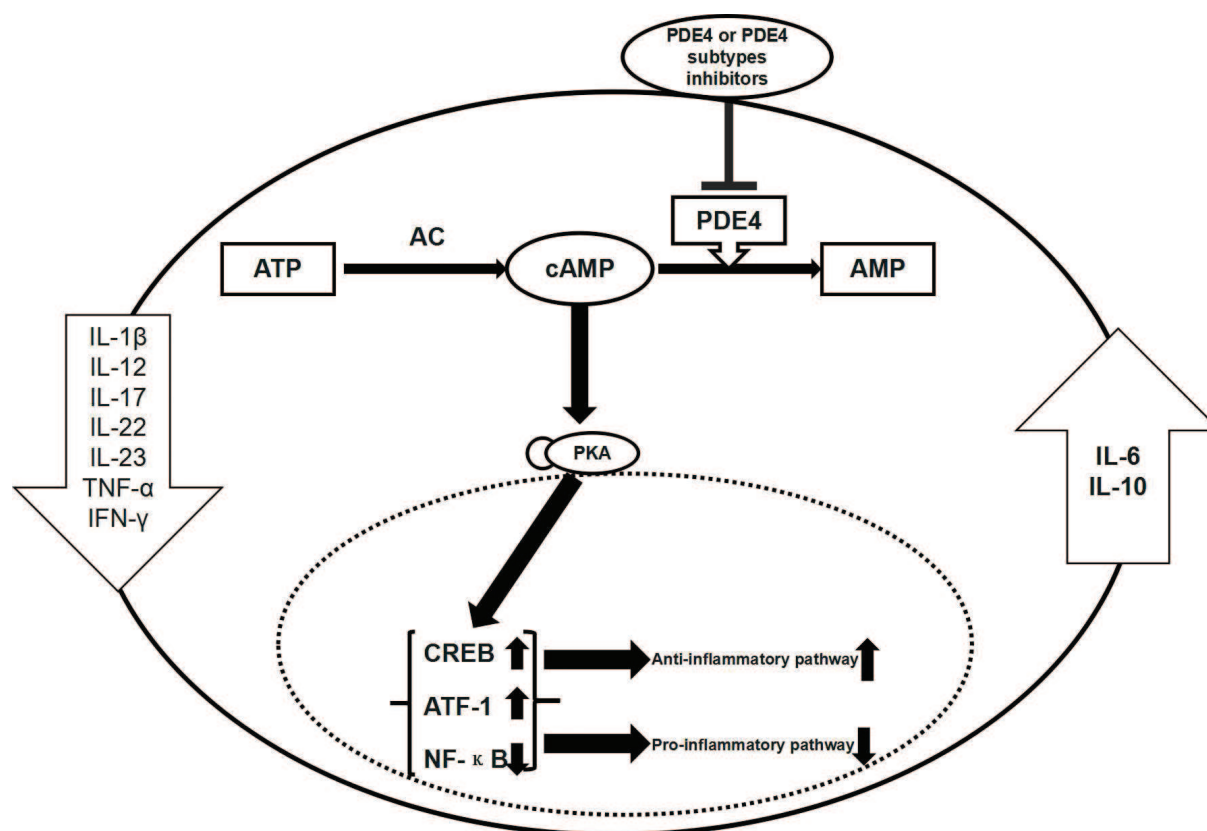 PDE4 or PDE4
subtypes
inhibitors
PDE4
AC
ATP
cAMP
AMP
IL-1β
IL-12
IL-17
IL-22
IL-23
TNF-α
IFN-γ
PKA
IL-6
IL-10
CREB
Anti-inflammatory pathway
ATF-1
NF-κB
Pro-inflammatory pathway